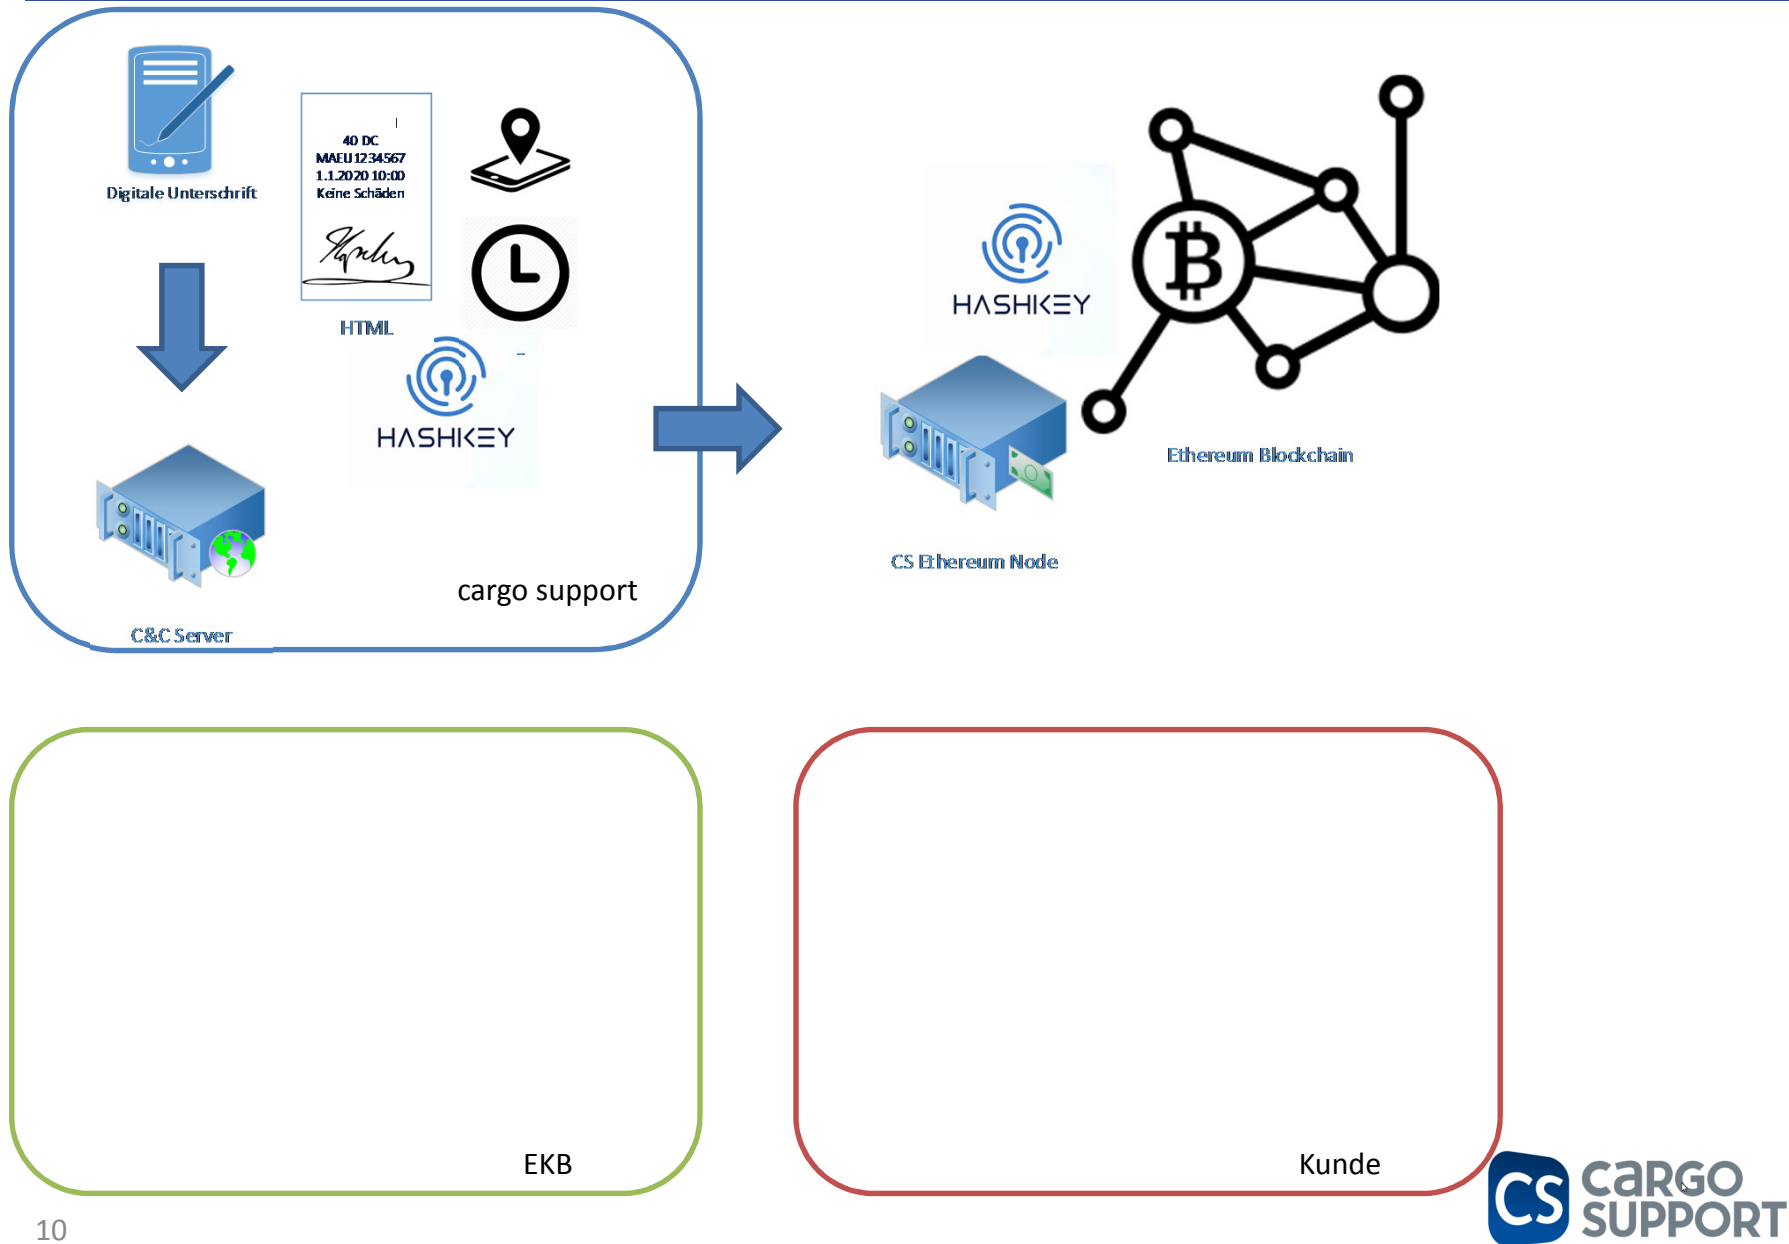 Digitale Unterschrift
40 DC
MAEU1234567
1.1.2020 10:00
Keine Schäden
HTML
HASHKEY
C&C Server
cargo support
HASHKEY
CS Ethereum Node
Ethereum Blockchain
EKB
Kunde
10
CS CARGO
SUPPORT